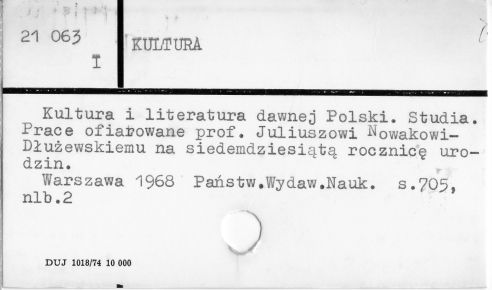 21 063
I
KULTURA
Kultura i literatura dawnej Polski. Studia.
Prace ofiarowane prof. Juliuszowi Nowakowi-
Dłużewskiemu na siedemdziesiątą rocznicę uro-
dzin.
Warszawa 1968 Państw.Wydaw.Nauk. s.705,
nlb.2
DUJ 1018/74 10 000